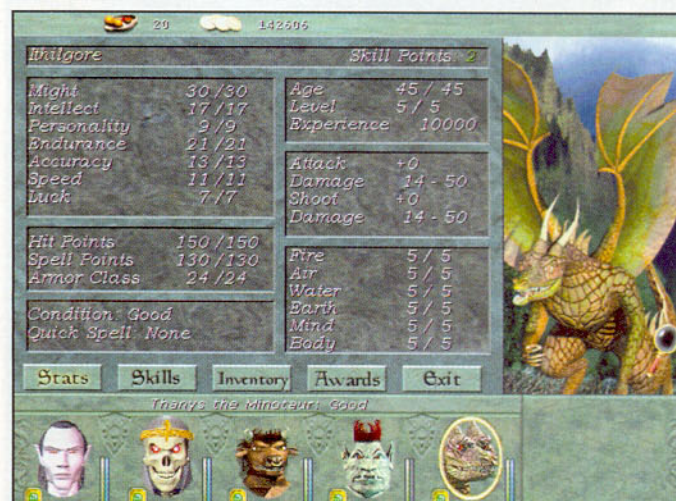 20 142606
Ithilgore Skill Points: 2
Might 30 /30
Intellect 17 /17
Personality 9 /9
Endurance 21 /21
Accuracy 13 /13
Speed 11 /11
Luck 7 /7
Age 45 / 45
Level 5 / 5
Experience 10000
Attack +0
Damage 14 - 50
Shoot +0
Damage 14 - 50
Hit Points 150 /150
Spell Points 130 /130
Armor Class 24 /24
Fire 5 / 5
Air 5 / 5
Water 5 / 5
Earth 5 / 5
Mind 5 / 5
Body 5 / 5
Condition: Good
Quick Spell: None
Stats Skills Inventory Awards Exit
Thanys the Minotaur: Good